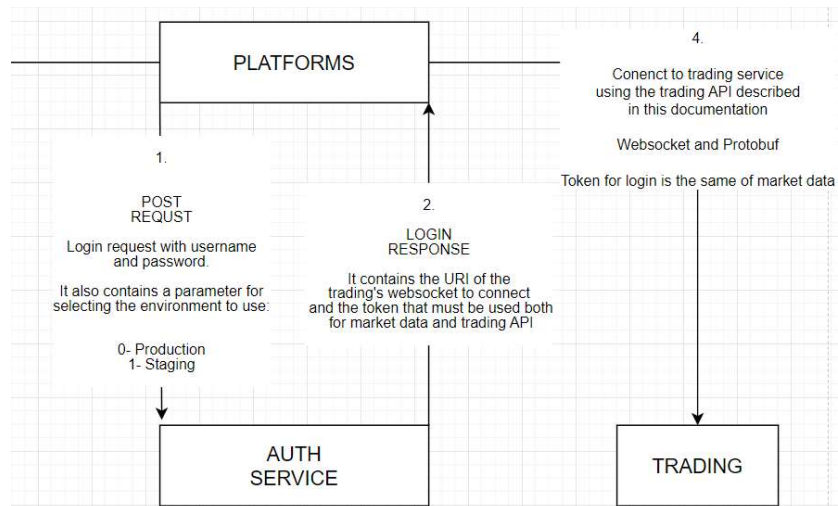 PLATFORMS
1.
POST
REQUST
Login request with username
and password.
It also contains a parameter for
selecting the environment to use:
0- Production
1- Staging
2.
LOGIN
RESPONSE
It contains the URI of the
trading's websocket to connect
and the token that must be used both
for market data and trading API
4.
Conenct to trading service
using the trading API described
in this documentation
Websocket and Protobuf
Token for login is the same of market data
AUTH
SERVICE
TRADING